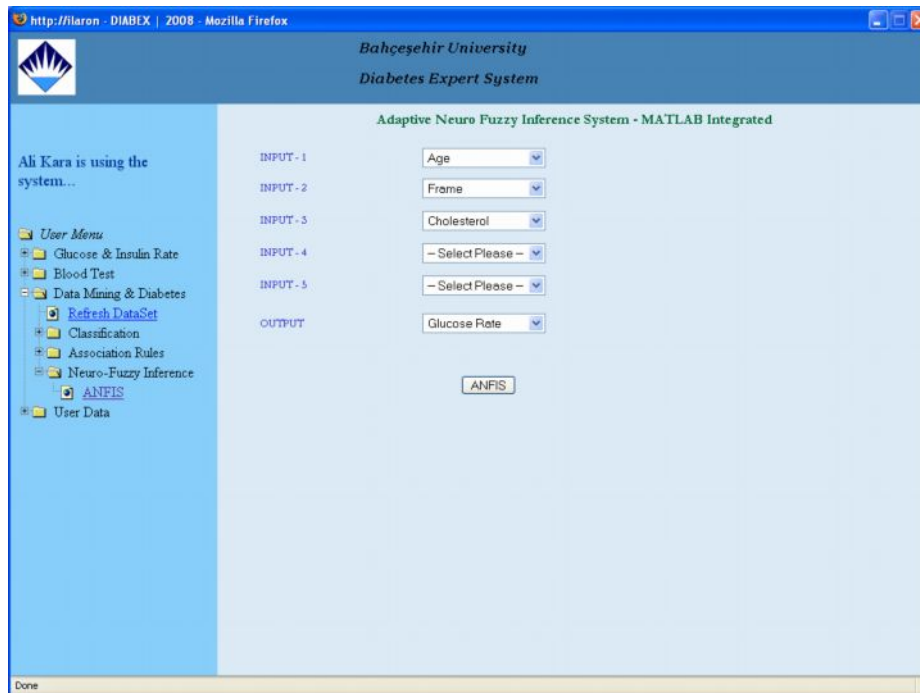 http://ilaron - DIABEX | 2008 - Mozilla Firefox
Bahçeşehir University
Diabetes Expert System
Adaptive Neuro Fuzzy Inference System - MATLAB Integrated
Ali Kara is using the
system...
User Menu
Glucose & Insulin Rate
Blood Test
Data Mining & Diabetes
Refresh DataSet
Classification
Association Rules
Neuro-Fuzzy Inference
ANFIS
User Data
INPUT - 1 Age
INPUT - 2 Frame
INPUT - 3 Cholesterol
INPUT - 4 -- Select Please --
INPUT - 5 -- Select Please --
OUTPUT Glucose Rate
ANFIS
Done